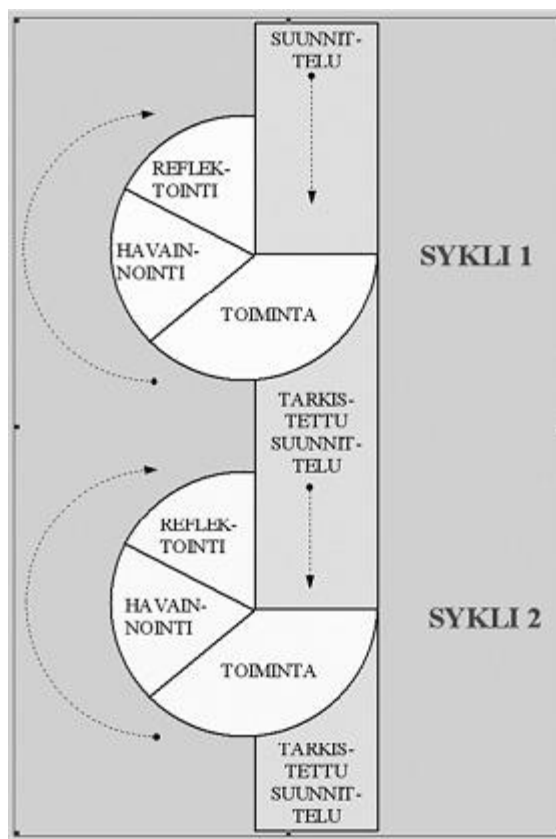 SUUNNIT-
TELU
REFLEK-
TOINTI
HAVAIN-
NOINTI
SYKLI 1
TOIMINTA
TARKIS-
TETTU
SUUNNIT-
TELU
REFLEK-
TOINTI
HAVAIN-
NOINTI
SYKLI 2
TOIMINTA
TARKIS-
TETTU
SUUNNIT-
TELU